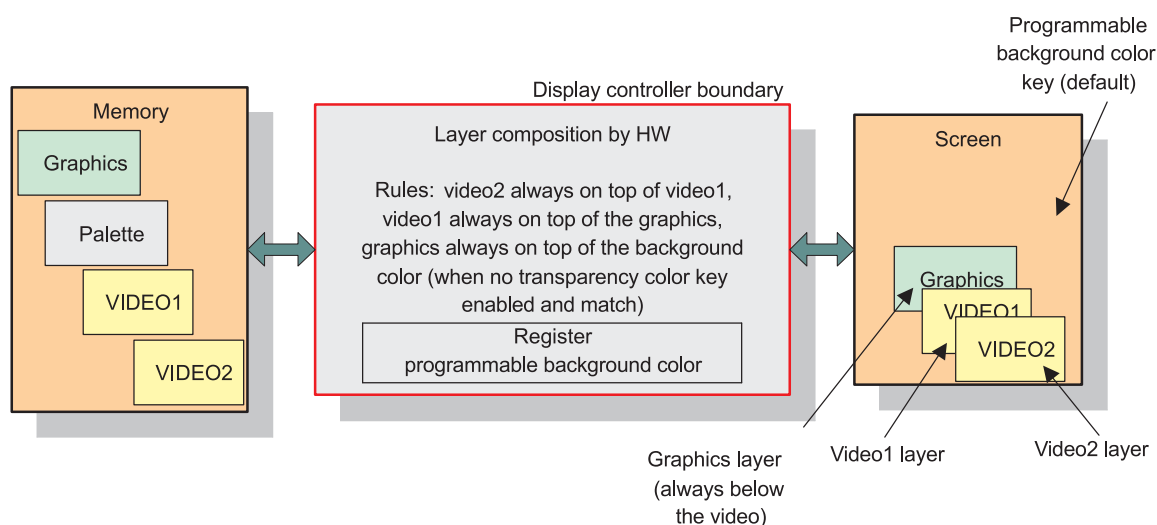 Programmable
background color
key (default)
Display controller boundary
Memory
Graphics
Palette
VIDEO1
VIDEO2
Layer composition by HW
Rules: video2 always on top of video1,
video1 always on top of the graphics,
graphics always on top of the background
color (when no transparency color key
enabled and match)
Register
programmable background color
Screen
Graphics
VIDEO1
VIDEO2
Graphics layer
(always below
the video)
Video1 layer
Video2 layer